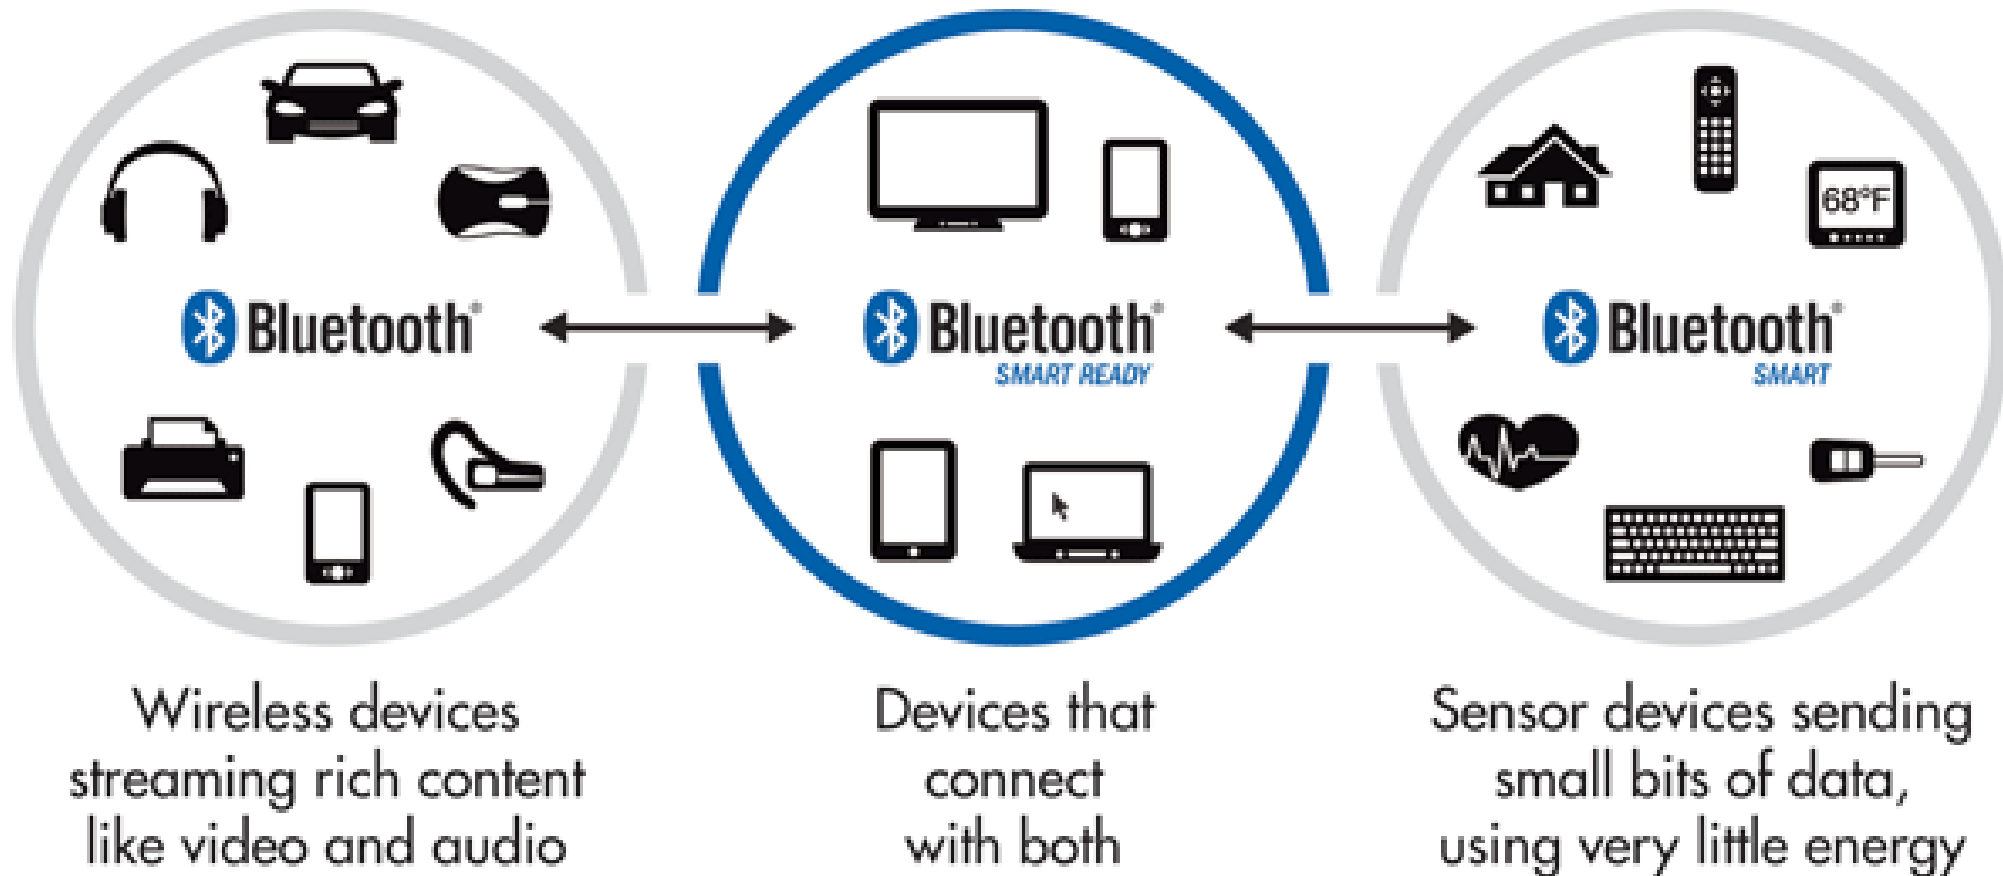 68°F
Bluetooth®
Bluetooth®
SMART READY
Bluetooth®
SMART
Wireless devices
streaming rich content
like video and audio
Devices that
connect
with both
Sensor devices sending
small bits of data,
using very little energy